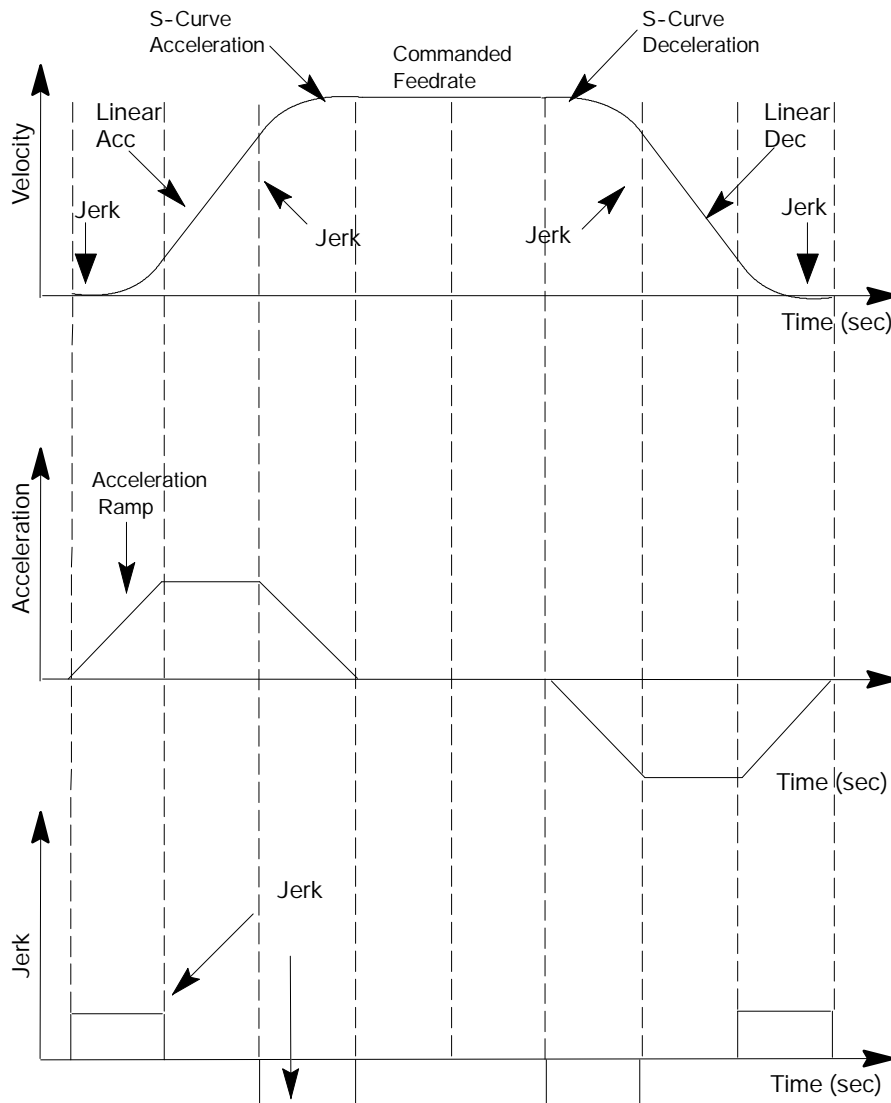 S-Curve
Acceleration
Commanded
Feedrate
S-Curve
Deceleration
Velocity
Linear
Acc
Linear
Dec
Jerk
Jerk
Jerk
Jerk
Time (sec)
Acceleration
Acceleration
Ramp
Time (sec)
Jerk
Jerk
Time (sec)